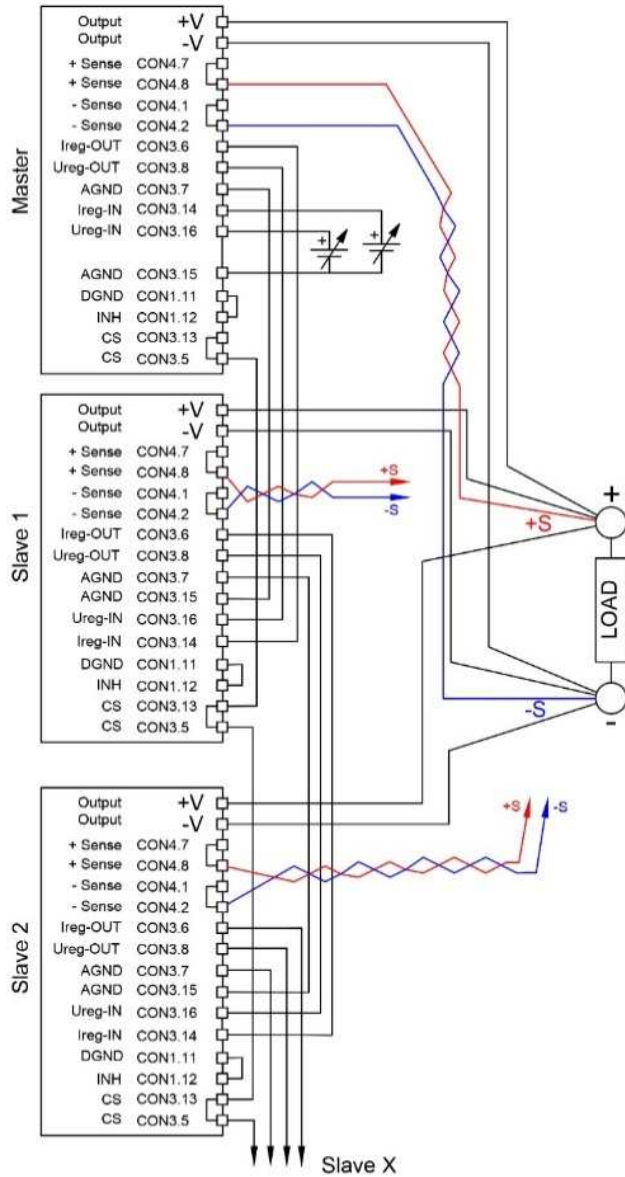 Master
Output +V
Output -V
+ Sense CON4.7
+ Sense CON4.8
- Sense CON4.1
- Sense CON4.2
Ireg-OUT CON3.6
Ureg-OUT CON3.8
AGND CON3.7
Ireg-IN CON3.14
Ureg-IN CON3.16
+ +
AGND CON3.15
DGND CON1.11
INH CON1.12
CS CON3.13
CS CON3.5
Slave 1
Output +V
Output -V
+ Sense CON4.7
+ Sense CON4.8
+S
- Sense CON4.1
- Sense CON4.2
-S
Ireg-OUT CON3.6
Ureg-OUT CON3.8
AGND CON3.7
AGND CON3.15
Ureg-IN CON3.16
Ireg-IN CON3.14
DGND CON1.11
INH CON1.12
CS CON3.13
CS CON3.5
+
+S
LOAD
-S
-
Slave 2
Output +V
Output -V
+ Sense CON4.7
+ Sense CON4.8
- Sense CON4.1
- Sense CON4.2
+S -S
Ireg-OUT CON3.6
Ureg-OUT CON3.8
AGND CON3.7
AGND CON3.15
Ureg-IN CON3.16
Ireg-IN CON3.14
DGND CON1.11
INH CON1.12
CS CON3.13
CS CON3.5
Slave X